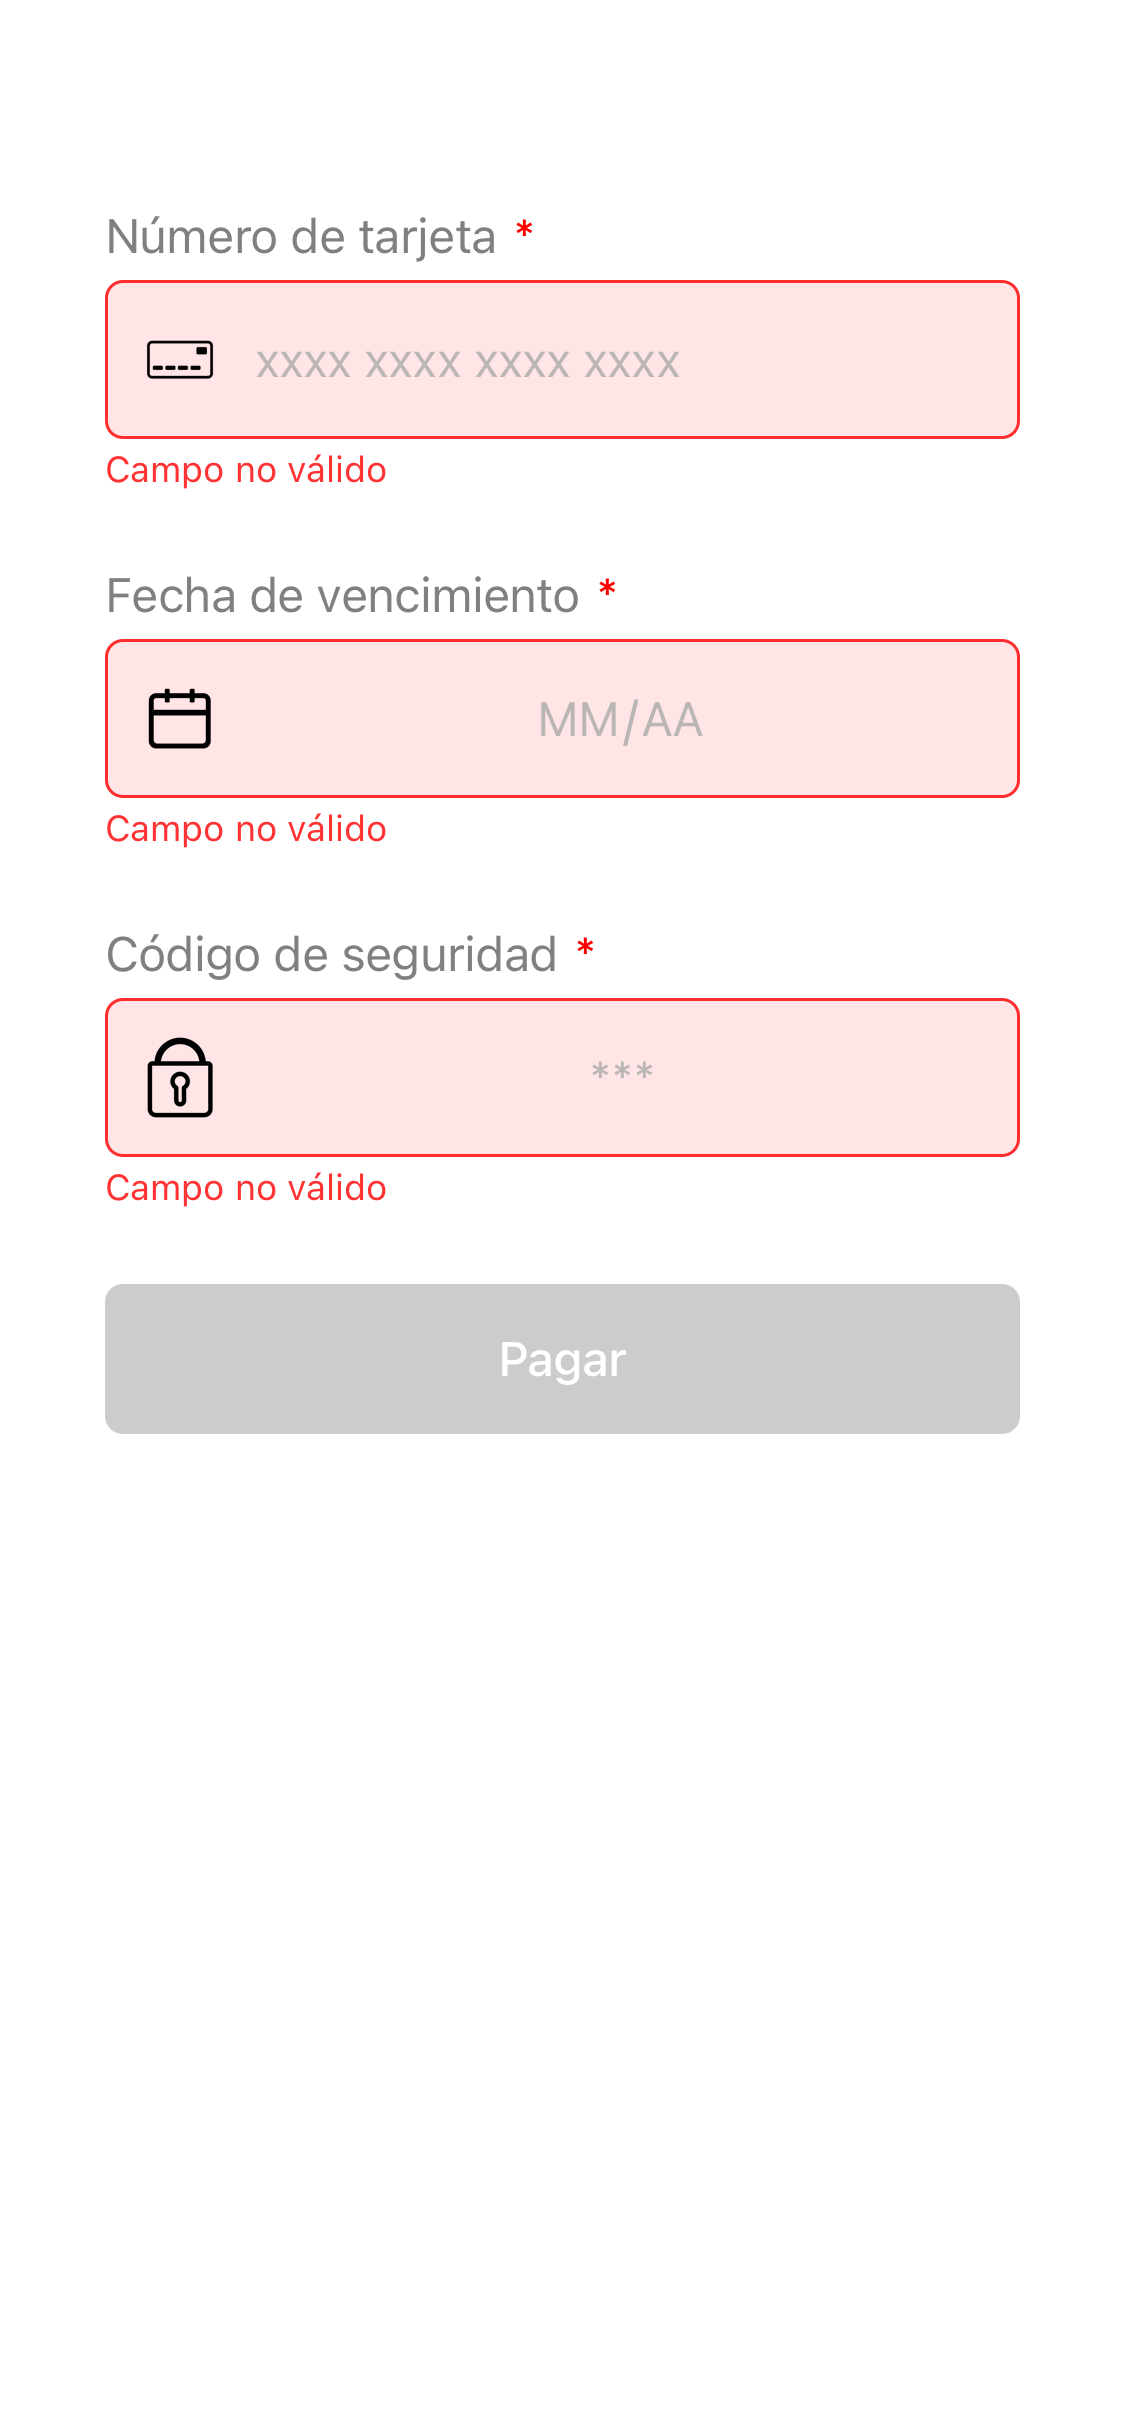 Número de tarjeta *
xxxx xxxx xxxx xxxx
Campo no válido
Fecha de vencimiento *
MM/AA
Campo no válido
Código de seguridad *
***
Campo no válido
Pagar